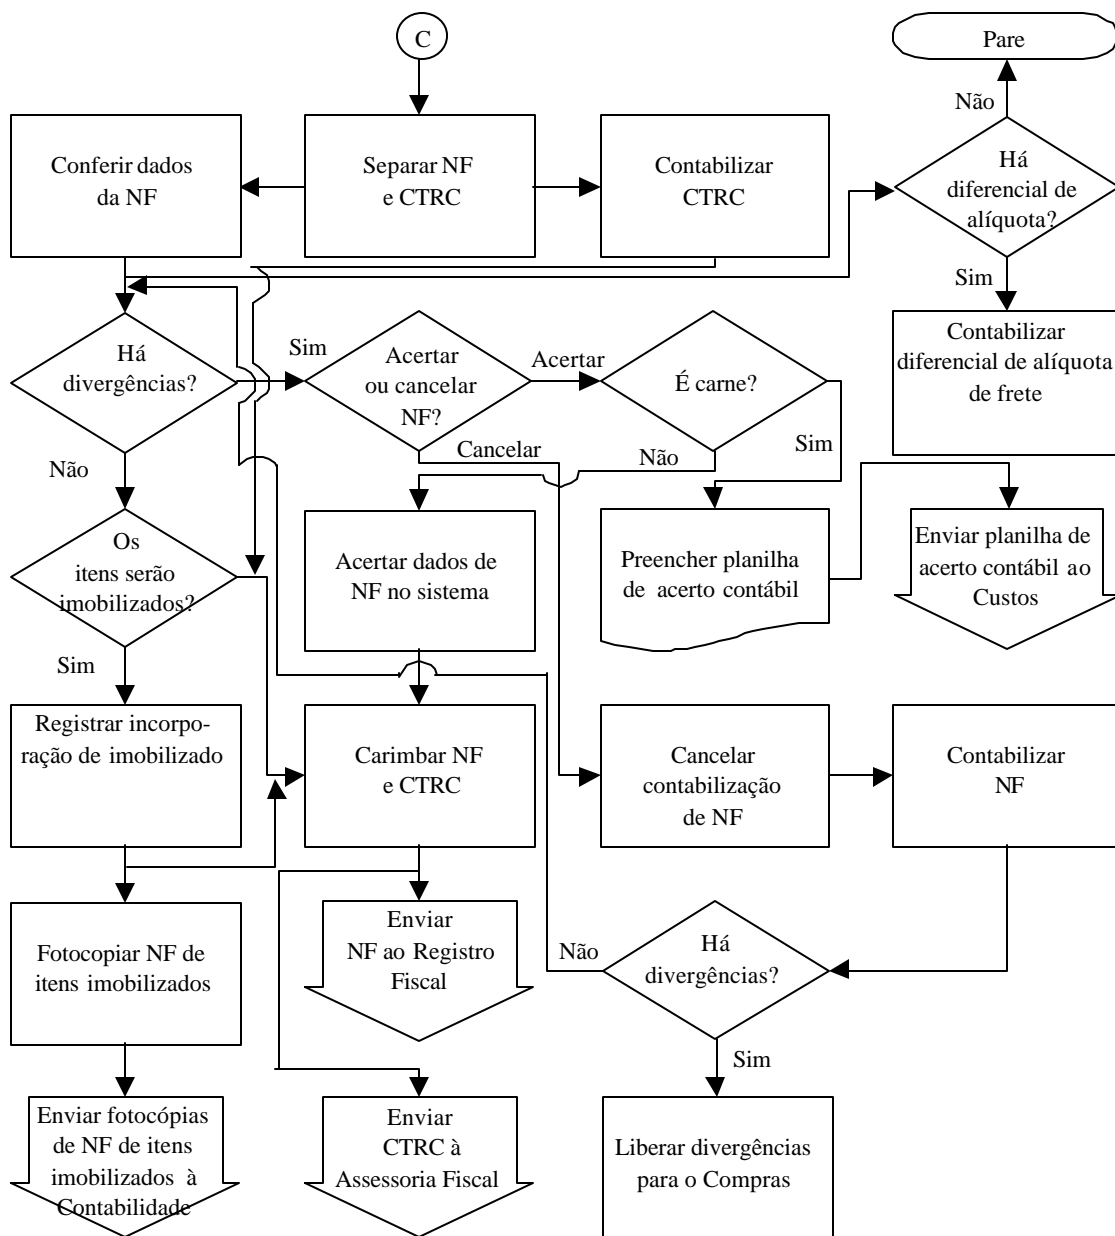 C
Pare
Não
Conferir dados
da NF
Separar NF
e CTRC
Contabilizar
CTRC
Há
diferencial de
alíquota?
Sim
Há
divergências?
Sim
Acertar
ou cancelar
NF?
Acertar
É carne?
Contabilizar
diferencial de alíquota
de frete
Sim
Cancelar
Não
Não
Os
itens serão
imobilizados?
Acertar dados de
NF no sistema
Preencher planilha
de acerto contábil
Enviar planilha de
acerto contábil ao
Custos
Sim
Registrar incorpo-
ração de imobilizado
Carimbar NF
e CTRC
Cancelar
contabilização
de NF
Contabilizar
NF
Fotocopiar NF de
itens imobilizados
Enviar
NF ao Registro
Fiscal
Não
Há
divergências?
Sim
Enviar fotocópias
de NF de itens
imobilizados à
Contabilidade
Enviar
CTRC à
Assessoria Fiscal
Liberar divergências
para o Compras